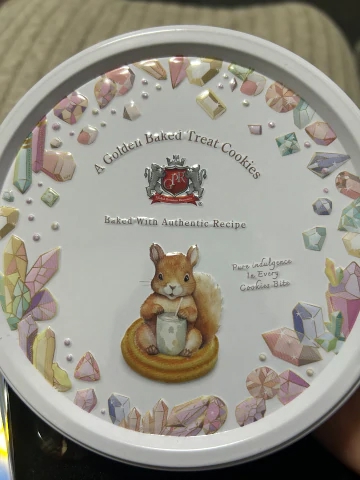 A Golden Baked Treat Cookies
Baked With Authentic Recipe
Pure indulgence
In Every
Cookies Bite